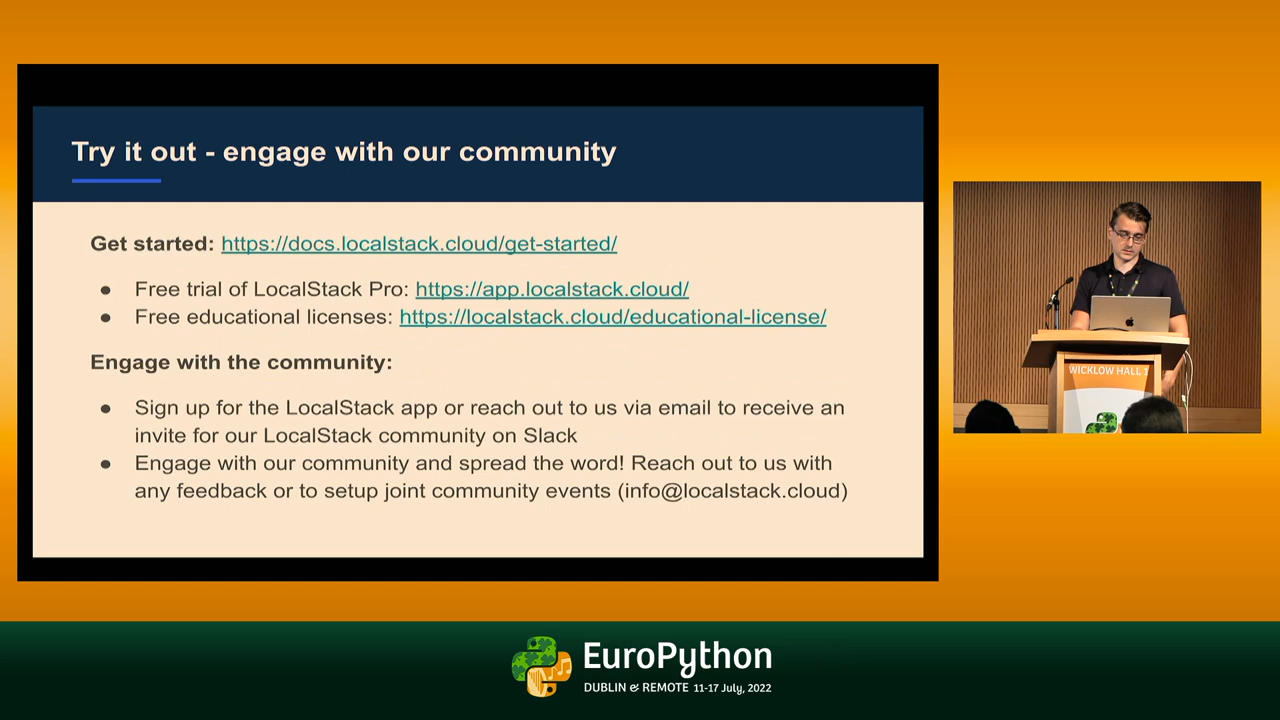 Try it out - engage with our community
Get started: https://docs.localstack.cloud/get-started/
● Free trial of LocalStack Pro: https://app.localstack.cloud/
● Free educational licenses: https://localstack.cloud/educational-license/
Engage with the community:
● Sign up for the LocalStack app or reach out to us via email to receive an
invite for our LocalStack community on Slack
● Engage with our community and spread the word! Reach out to us with
any feedback or to setup joint community events (info@localstack.cloud)
WICKLOW HALL 1
EuroPython
DUBLIN & REMOTE 11-17 July, 2022